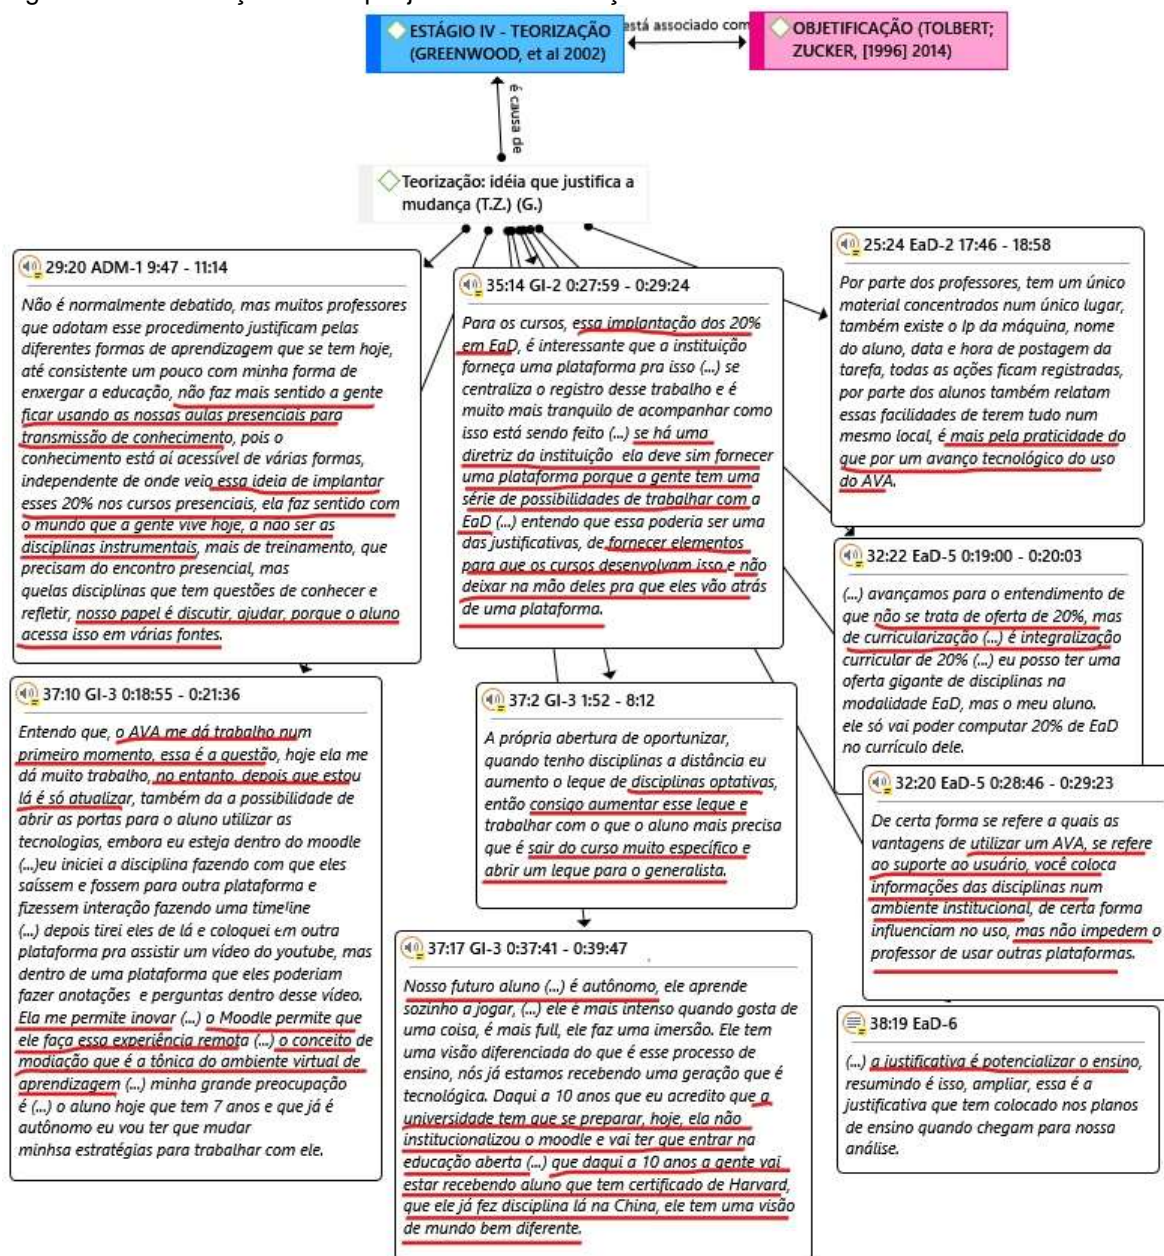 ESTÁGIO IV - TEORIZAÇÃO
(GREENWOOD, et al 2002)
está associado com
OBJETIFICAÇÃO (TOLBERT;
ZUCKER, [1996] 2014)
é causa de
Teorização: idéia que justifica a
mudança (T.Z.) (G.)
29:20 ADM-1 9:47 - 11:14
Não é normalmente debatido, mas muitos professores
que adotam esse procedimento justificam pelas
diferentes formas de aprendizagem que se tem hoje,
até consistente um pouco com minha forma de
enxergar a educação, não faz mais sentido a gente
ficar usando as nossas aulas presenciais para
transmissão de conhecimento, pois o
conhecimento está aí acessível de várias formas,
independente de onde veio essa ideia de implantar
esses 20% nos cursos presenciais, ela faz sentido com
o mundo que a gente vive hoje, a não ser as
disciplinas instrumentais, mais de treinamento, que
precisam do encontro presencial, mas
quelas disciplinas que tem questões de conhecer e
refletir, nosso papel é discutir, ajudar, porque o aluno
acessa isso em várias fontes.
35:14 GI-2 0:27:59 - 0:29:24
Para os cursos, essa implantação dos 20%
em EaD, é interessante que a instituição
forneça uma plataforma pra isso (...) se
centraliza o registro desse trabalho e é
muito mais tranquilo de acompanhar como
isso está sendo feito (...) se há uma
diretriz da instituição ela deve sim fornecer
uma plataforma porque a gente tem uma
série de possibilidades de trabalhar com a
EaD (...) entendo que essa poderia ser uma
das justificativas, de fornecer elementos
para que os cursos desenvolvam isso e não
deixar na mão deles pra que eles vão atrás
de uma plataforma.
25:24 EaD-2 17:46 - 18:58
Por parte dos professores, tem um único
material concentrados num único lugar,
também existe o Ip da máquina, nome
do aluno, data e hora de postagem da
tarefa, todas as ações ficam registradas,
por parte dos alunos também relatam
essas facilidades de terem tudo num
mesmo local, é mais pela praticidade do
que por um avanço tecnológico do uso
do AVA.
32:22 EaD-5 0:19:00 - 0:20:03
(...) avançamos para o entendimento de
que não se trata de oferta de 20%, mas
de curricularização (...) é integralização
curricular de 20% (...) eu posso ter uma
oferta gigante de disciplinas na
modalidade EaD, mas o meu aluno.
ele só vai poder computar 20% de EaD
no currículo dele.
37:10 GI-3 0:18:55 - 0:21:36
Entendo que, o AVA me dá trabalho num
primeiro momento, essa é a questão, hoje ela me
dá muito trabalho, no entanto, depois que estou
lá é só atualizar, também da a possibilidade de
abrir as portas para o aluno utilizar as
tecnologias, embora eu esteja dentro do moodle
(...)eu iniciei a disciplina fazendo com que eles
saíssem e fossem para outra plataforma e
fizessem interação fazendo uma timeline
(...) depois tirei eles de lá e coloquei em outra
plataforma pra assistir um vídeo do youtube, mas
dentro de uma plataforma que eles poderiam
fazer anotações e perguntas dentro desse vídeo.
Ela me permite inovar (...) o Moodle permite que
ele faça essa experiência remota (...) o conceito de
mediação que é a tônica do ambiente virtual de
aprendizagem (...) minha grande preocupação
é (...) o aluno hoje que tem 7 anos e que já é
autônomo eu vou ter que mudar
minhsa estratégias para trabalhar com ele.
37:2 GI-3 1:52 - 8:12
A própria abertura de oportunizar,
quando tenho disciplinas a distância eu
aumento o leque de disciplinas optativas,
então consigo aumentar esse leque e
trabalhar com o que o aluno mais precisa
que é sair do curso muito específico e
abrir um leque para o generalista.
32:20 EaD-5 0:28:46 - 0:29:23
De certa forma se refere a quais as
vantagens de utilizar um AVA, se refere
ao suporte ao usuário, você coloca
informações das disciplinas num
ambiente institucional, de certa forma
influenciam no uso, mas não impedem o
professor de usar outras plataformas.
37:17 GI-3 0:37:41 - 0:39:47
Nosso futuro aluno (...) é autônomo, ele aprende
sozinho a jogar, (...) ele é mais intenso quando gosta de
uma coisa, é mais full, ele faz uma imersão. Ele tem
uma visão diferenciada do que é esse processo de
ensino, nós já estamos recebendo uma geração que é
tecnológica. Daqui a 10 anos que eu acredito que a
universidade tem que se preparar, hoje, ela não
institucionalizou o moodle e vai ter que entrar na
educação aberta (...) que daqui a 10 anos a gente vai
estar recebendo aluno que tem certificado de Harvard,
que ele já fez disciplina lá na China, ele tem uma visão
de mundo bem diferente.
38:19 EaD-6
(...) a justificativa é potencializar o ensino,
resumindo é isso, ampliar, essa é a
justificativa que tem colocado nos planos
de ensino quando chegam para nossa
análise.